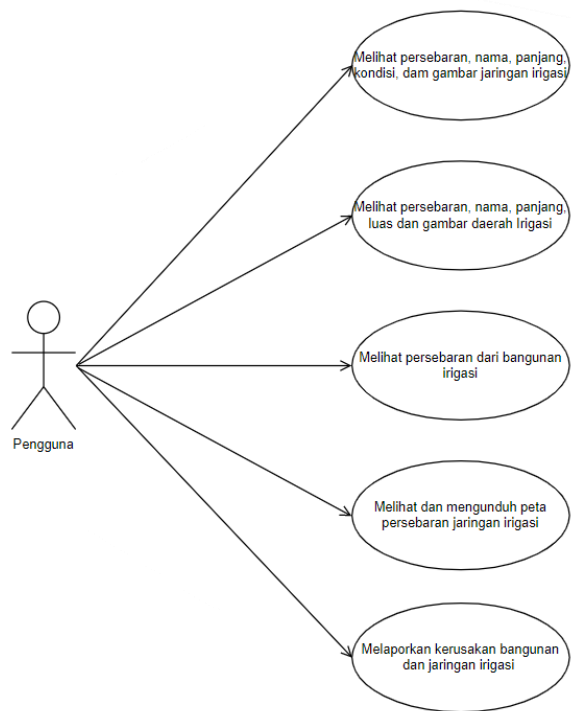 Melihat persebaran, nama, panjang,
kondisi, dam gambar jaringan irigasi
Melihat persebaran, nama, panjang,
luas dan gambar daerah Irigasi
Melihat persebaran dari bangunan
irigasi
Pengguna
Melihat dan mengunduh peta
persebaran jaringan irigasi
Melaporkan kerusakan bangunan
dan jaringan irigasi